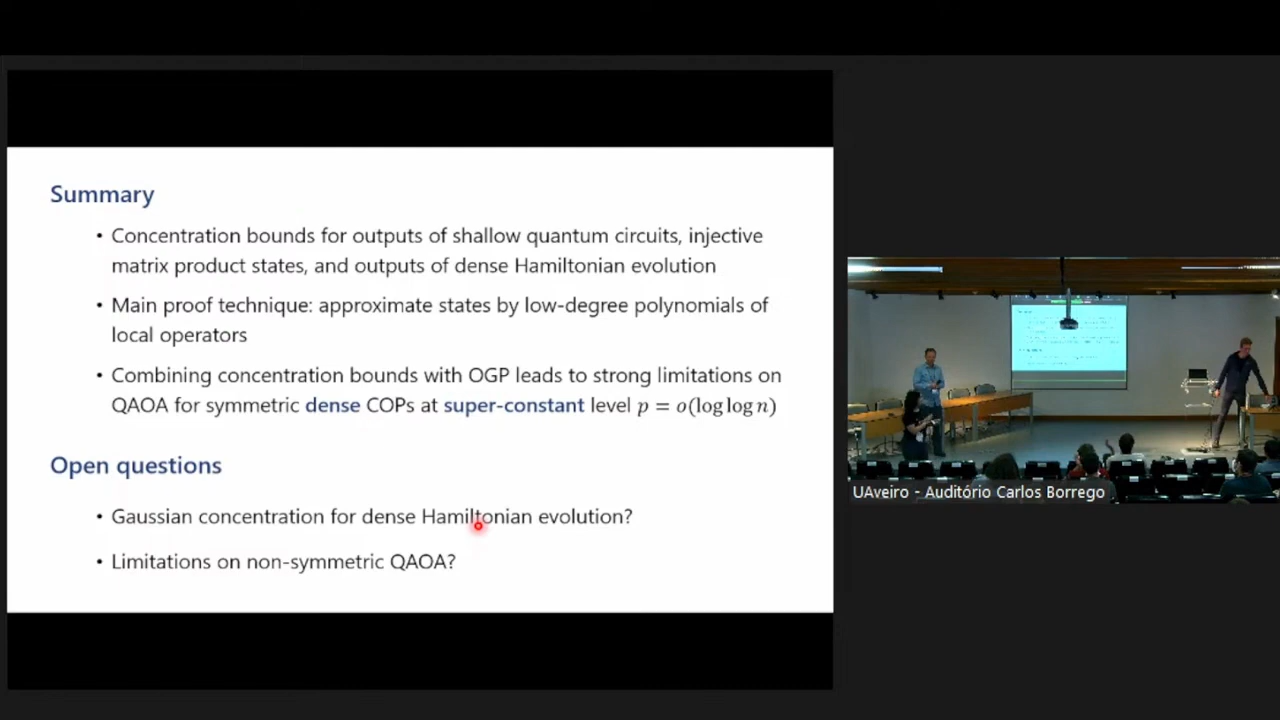 Summary
• Concentration bounds for outputs of shallow quantum circuits, injective
matrix product states, and outputs of dense Hamiltonian evolution
• Main proof technique: approximate states by low-degree polynomials of
local operators
• Combining concentration bounds with OGP leads to strong limitations on
QAOA for symmetric dense COPs at super-constant level p = o(log log n)
Open questions
• Gaussian concentration for dense Hamiltonian evolution?
• Limitations on non-symmetric QAOA?
UAveiro - Auditório Carlos Borrego